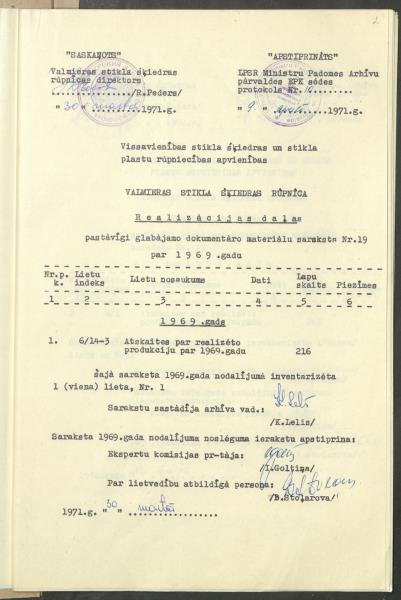 2
"SASKAŅOTS"
Valmieras stikla šķiedras
rūpnīcas direktors
................/R.Peders/
"30" martā 1971.g.
"APSTIPRINĀTS"
LPSR Ministru Padomes Arhīvu
pārvaldes EPK sēdes
protokols Nr.
" 9. " 1971.g.
Vissavienības stikla šķiedras un stikla
plastu rūpniecības apvienības
VALMIERAS STIKLA ŠĶIEDRAS RŪPNĪCA
Realizācijas daļas
pastāvīgi glabājamo dokumentāro materiālu saraksts Nr.19
par 1969.gadu
Nr.p. Lietu Lietu nosaukums Dati Lapu Piezīmes
k. indeks skaits
1 2 3 4 5 6
1969.gads
1. 6/14-3 Atskaites par realizēto
produkciju par 1969.gadu 216
Šajā saraksta 1969.gada nodalījumā inventarizēta
1 (viena) lieta, Nr. 1
Sarakstu sastādīja arhīva vad.:
/K.Lelis/
Saraksta 1969.gada nodalījuma noslēguma ierakstu apstiprina:
Ekspertu komisijas pr-tāja:
/I.Goltiņa/
Par lietvedību atbildīgā persona:
/B.Stoļarova/
1971.g. "30" martā